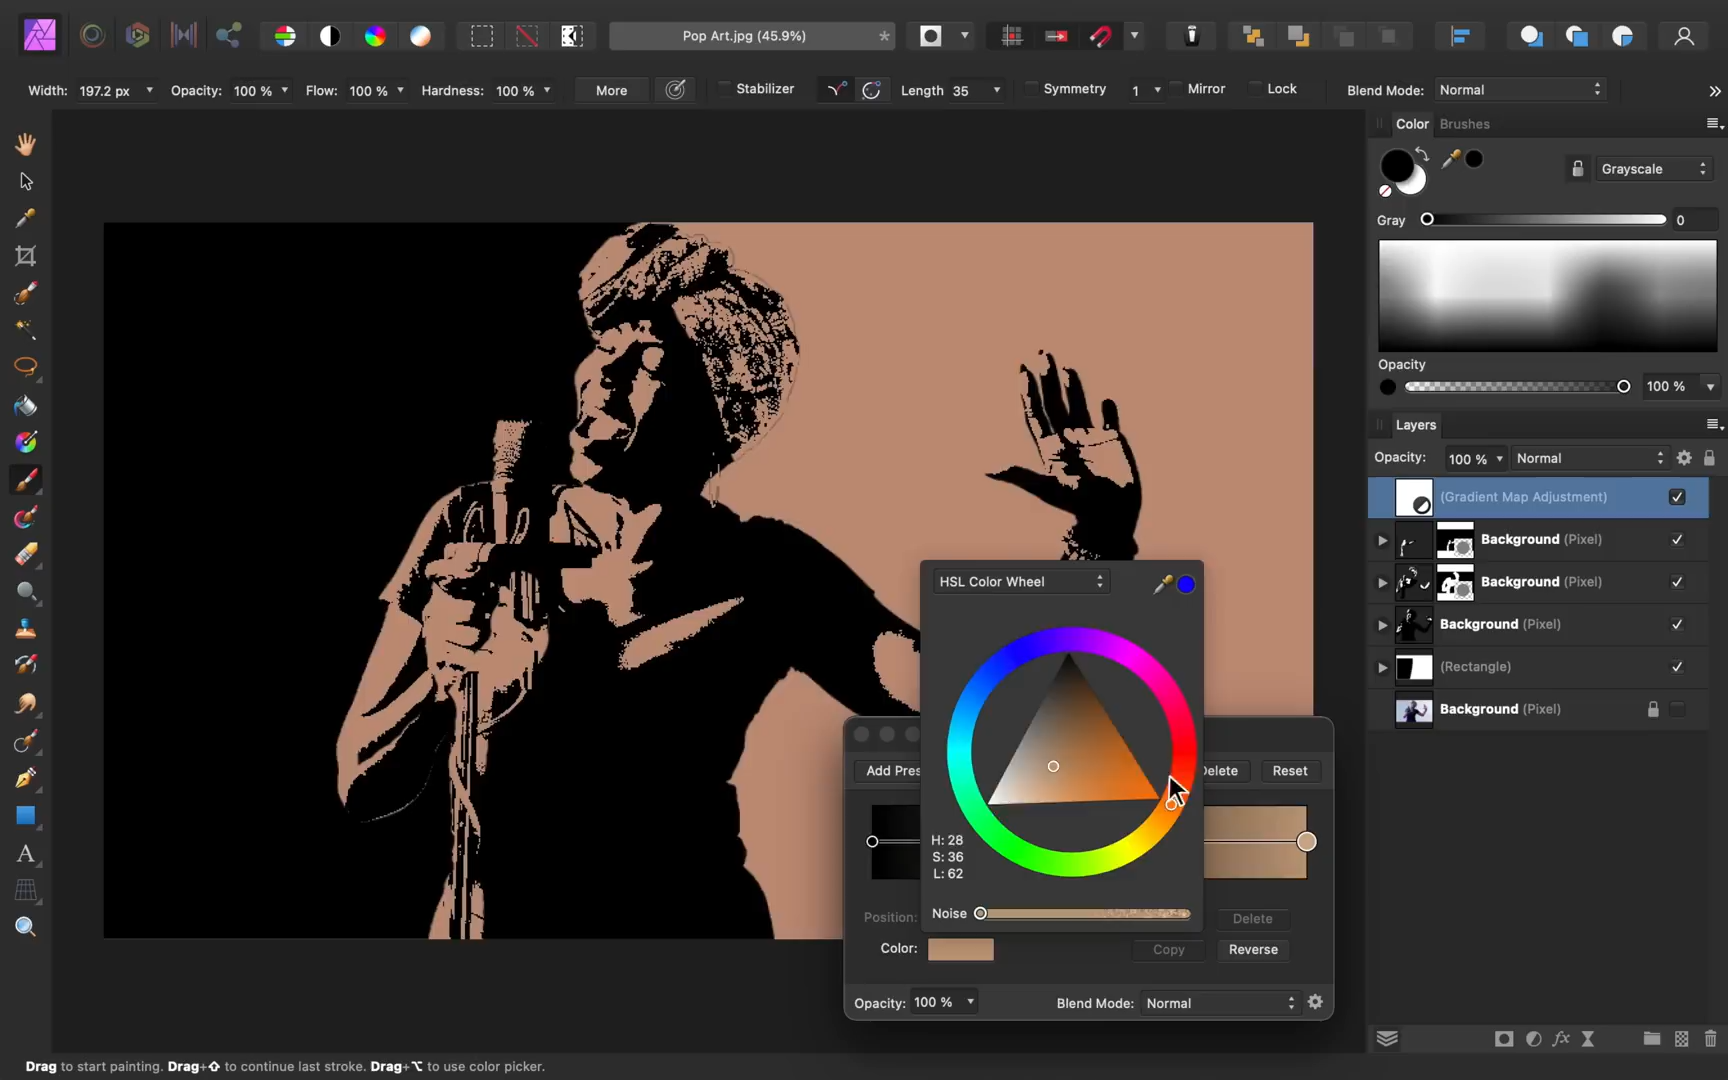 Pop Art.jpg (45.9%) *
Width: 197.2 px Opacity: 100 % Flow: 100 % Hardness: 100 % More Stabilizer Length 35 Symmetry 1 Mirror Lock Blend Mode: Normal
Color Brushes
Grayscale
Gray 0
Opacity
100 %
Layers
Opacity: 100 % Normal
(Gradient Map Adjustment)
Background (Pixel)
Background (Pixel)
Background (Pixel)
(Rectangle)
Background (Pixel)
HSL Color Wheel
H: 28
S: 36
L: 62
Noise
Add Pres
Delete Reset
Position: Delete
Color: Copy Reverse
Opacity: 100 % Blend Mode: Normal
fx
Drag to start painting. Drag+⇧ to continue last stroke. Drag+⌥ to use color picker.